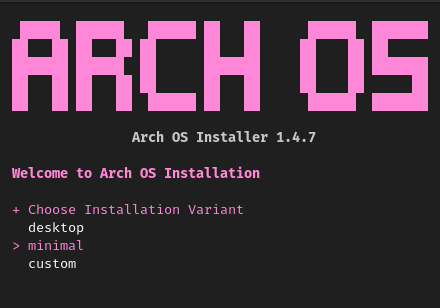 ARCH OS
Arch OS Installer 1.4.7
Welcome to Arch OS Installation
+ Choose Installation Variant
desktop
> minimal
custom